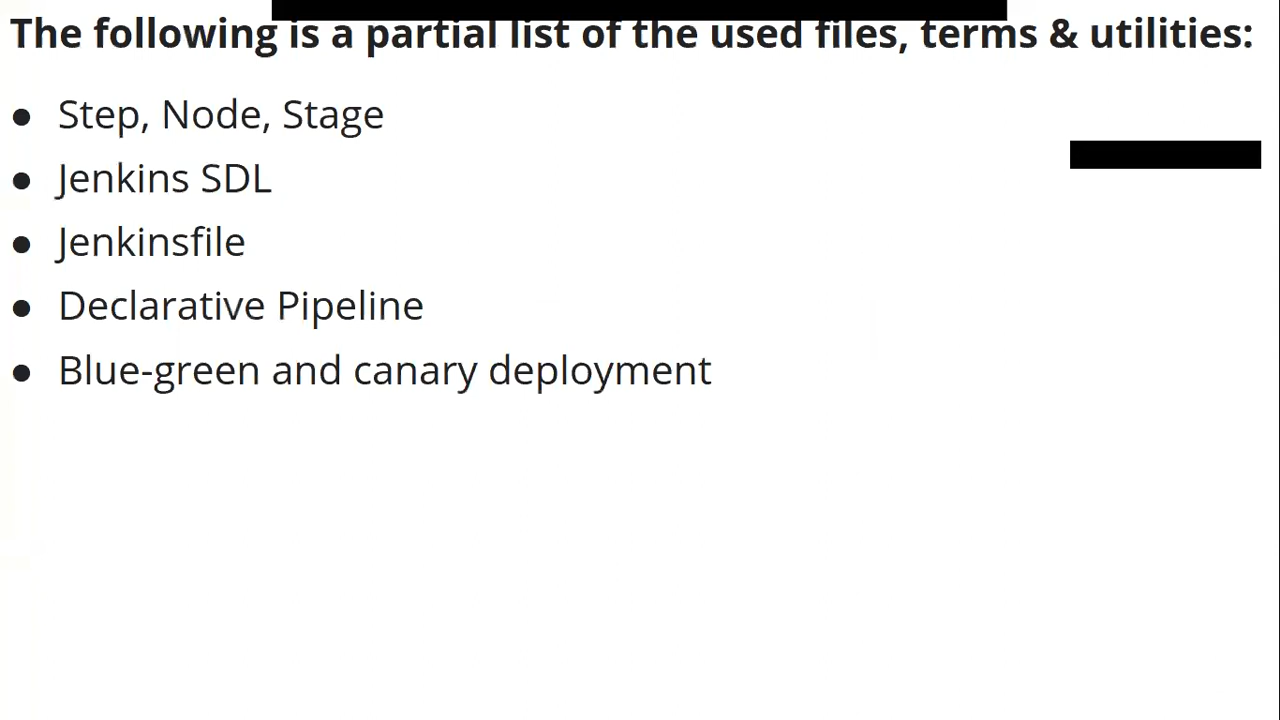 The following is a partial list of the used files, terms & utilities:
● Step, Node, Stage
● Jenkins SDL
● Jenkinsfile
● Declarative Pipeline
● Blue-green and canary deployment